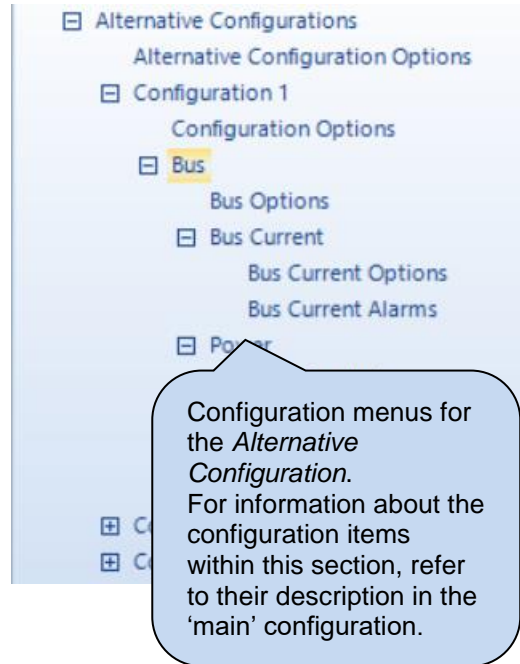 Alternative Configurations
Alternative Configuration Options
Configuration 1
Configuration Options
Bus
Bus Options
Bus Current
Bus Current Options
Bus Current Alarms
Power
Configuration menus for
the Alternative
Configuration.
For information about the
configuration items
within this section, refer
to their description in the
‘main’ configuration.